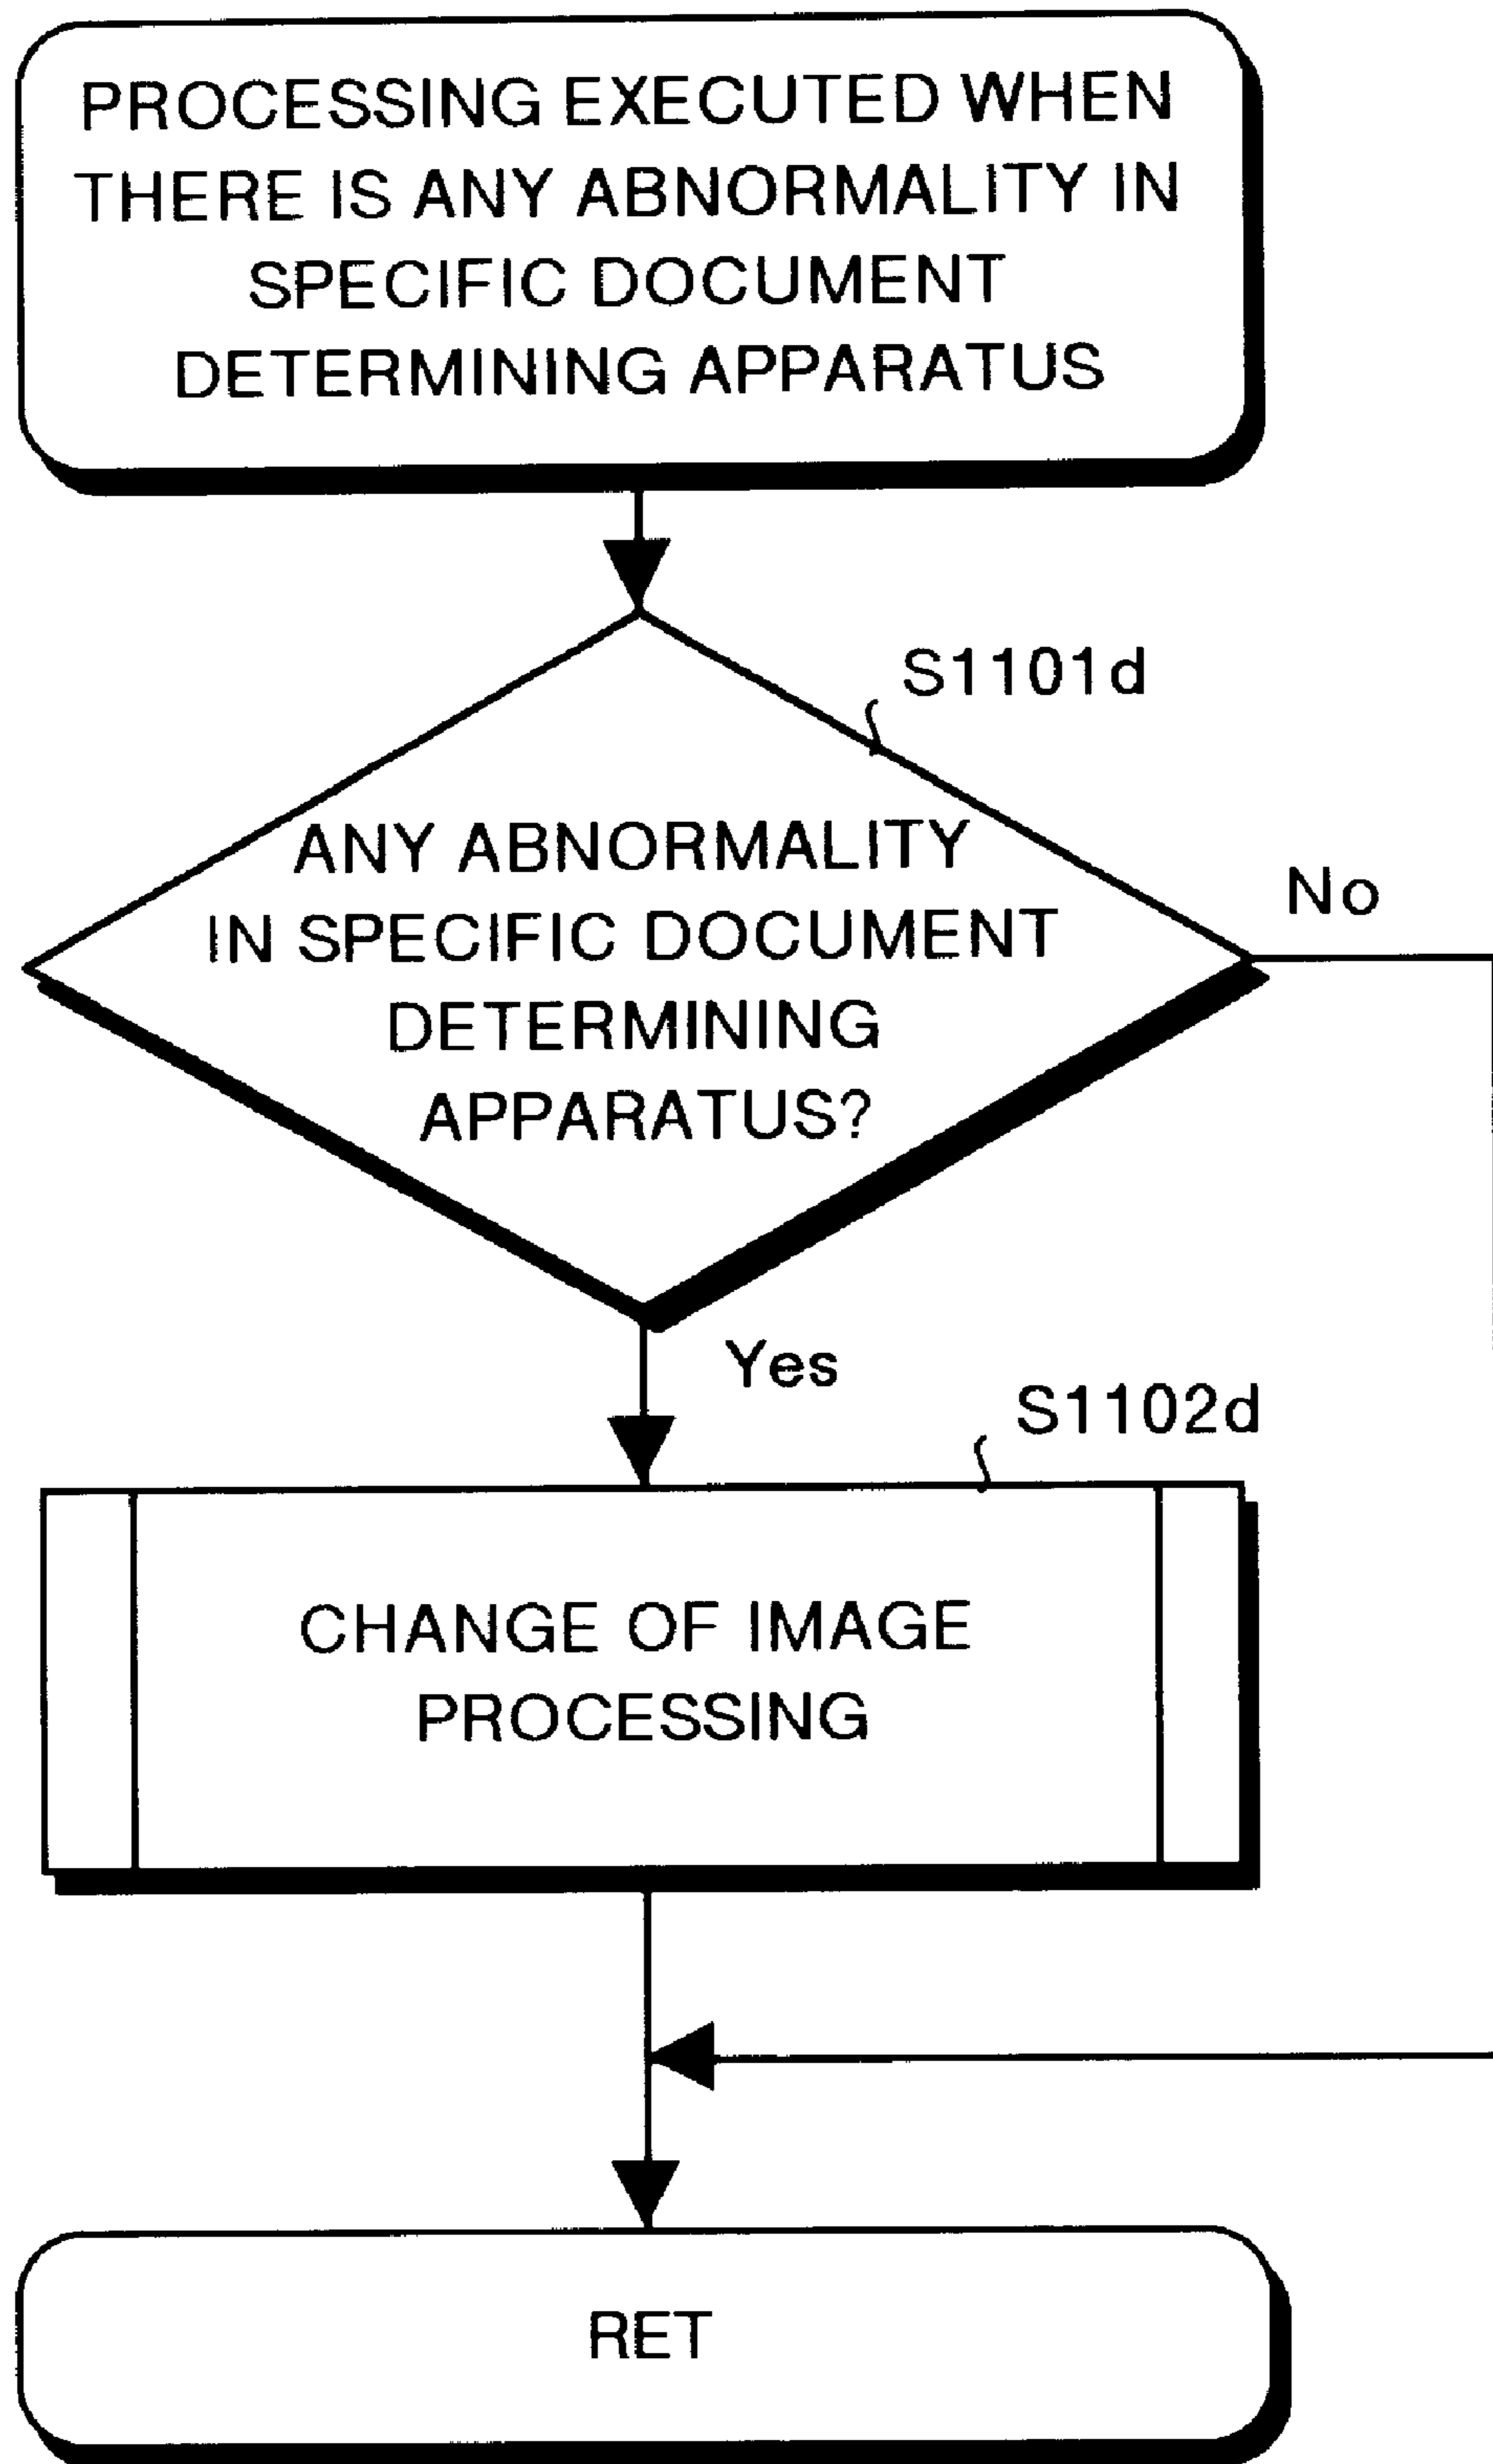 PROCESSING EXECUTED WHEN
THERE IS ANY ABNORMALITY IN
SPECIFIC DOCUMENT
DETERMINING APPARATUS
S1101d
ANY ABNORMALITY
IN SPECIFIC DOCUMENT
DETERMINING
APPARATUS?
No
Yes
S1102d
CHANGE OF IMAGE
PROCESSING
RET